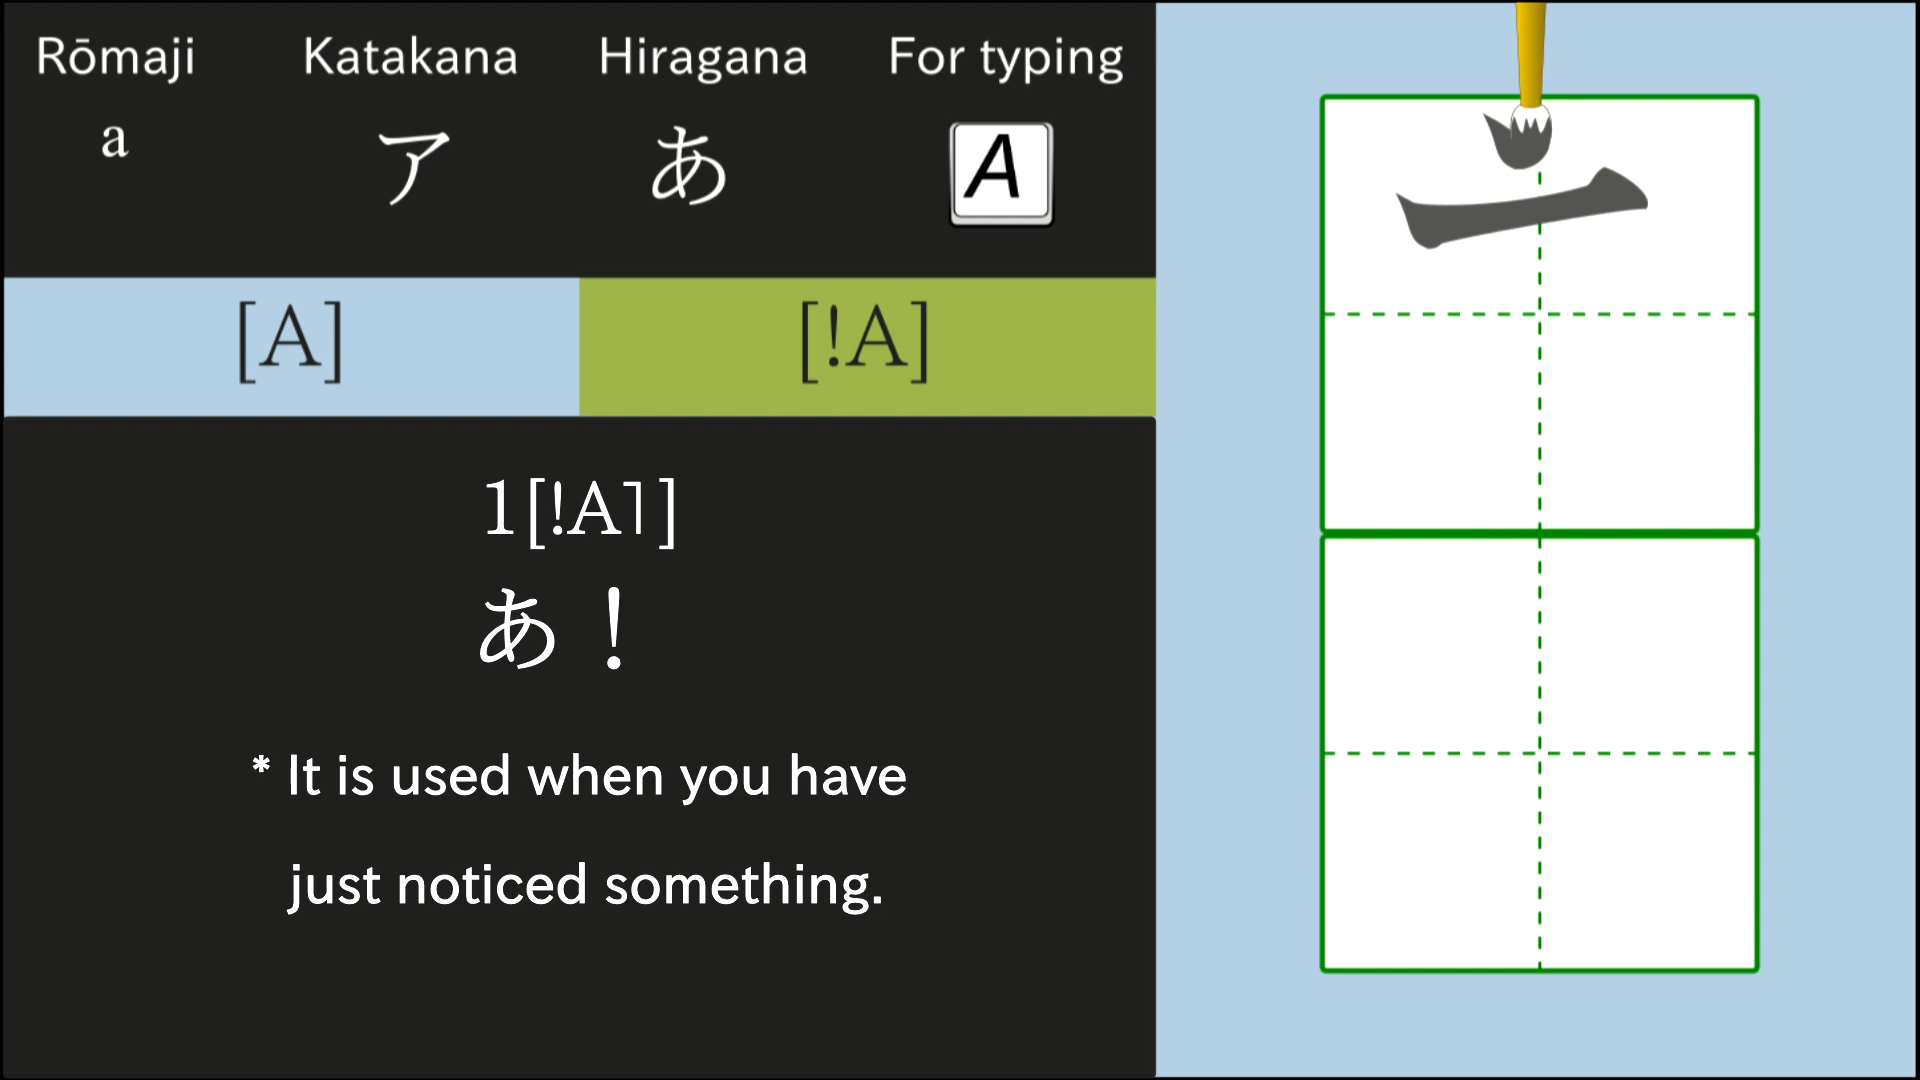 Rōmaji Katakana Hiragana For typing
a ア あ A
[A] [!A]
1[!A˥]
あ！
* It is used when you have
just noticed something.